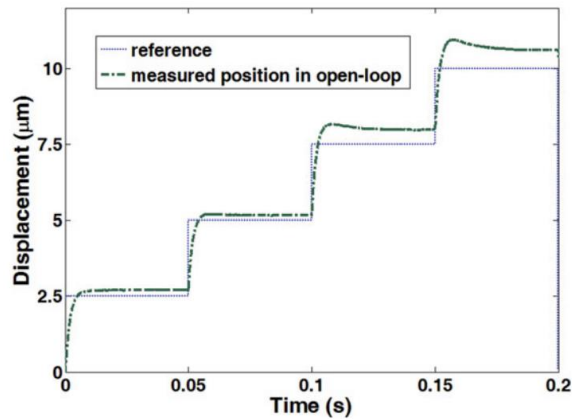 reference
measured position in open-loop
Displacement (μm)
10
7.5
5
2.5
0
0 0.05 0.1 0.15 0.2
Time (s)